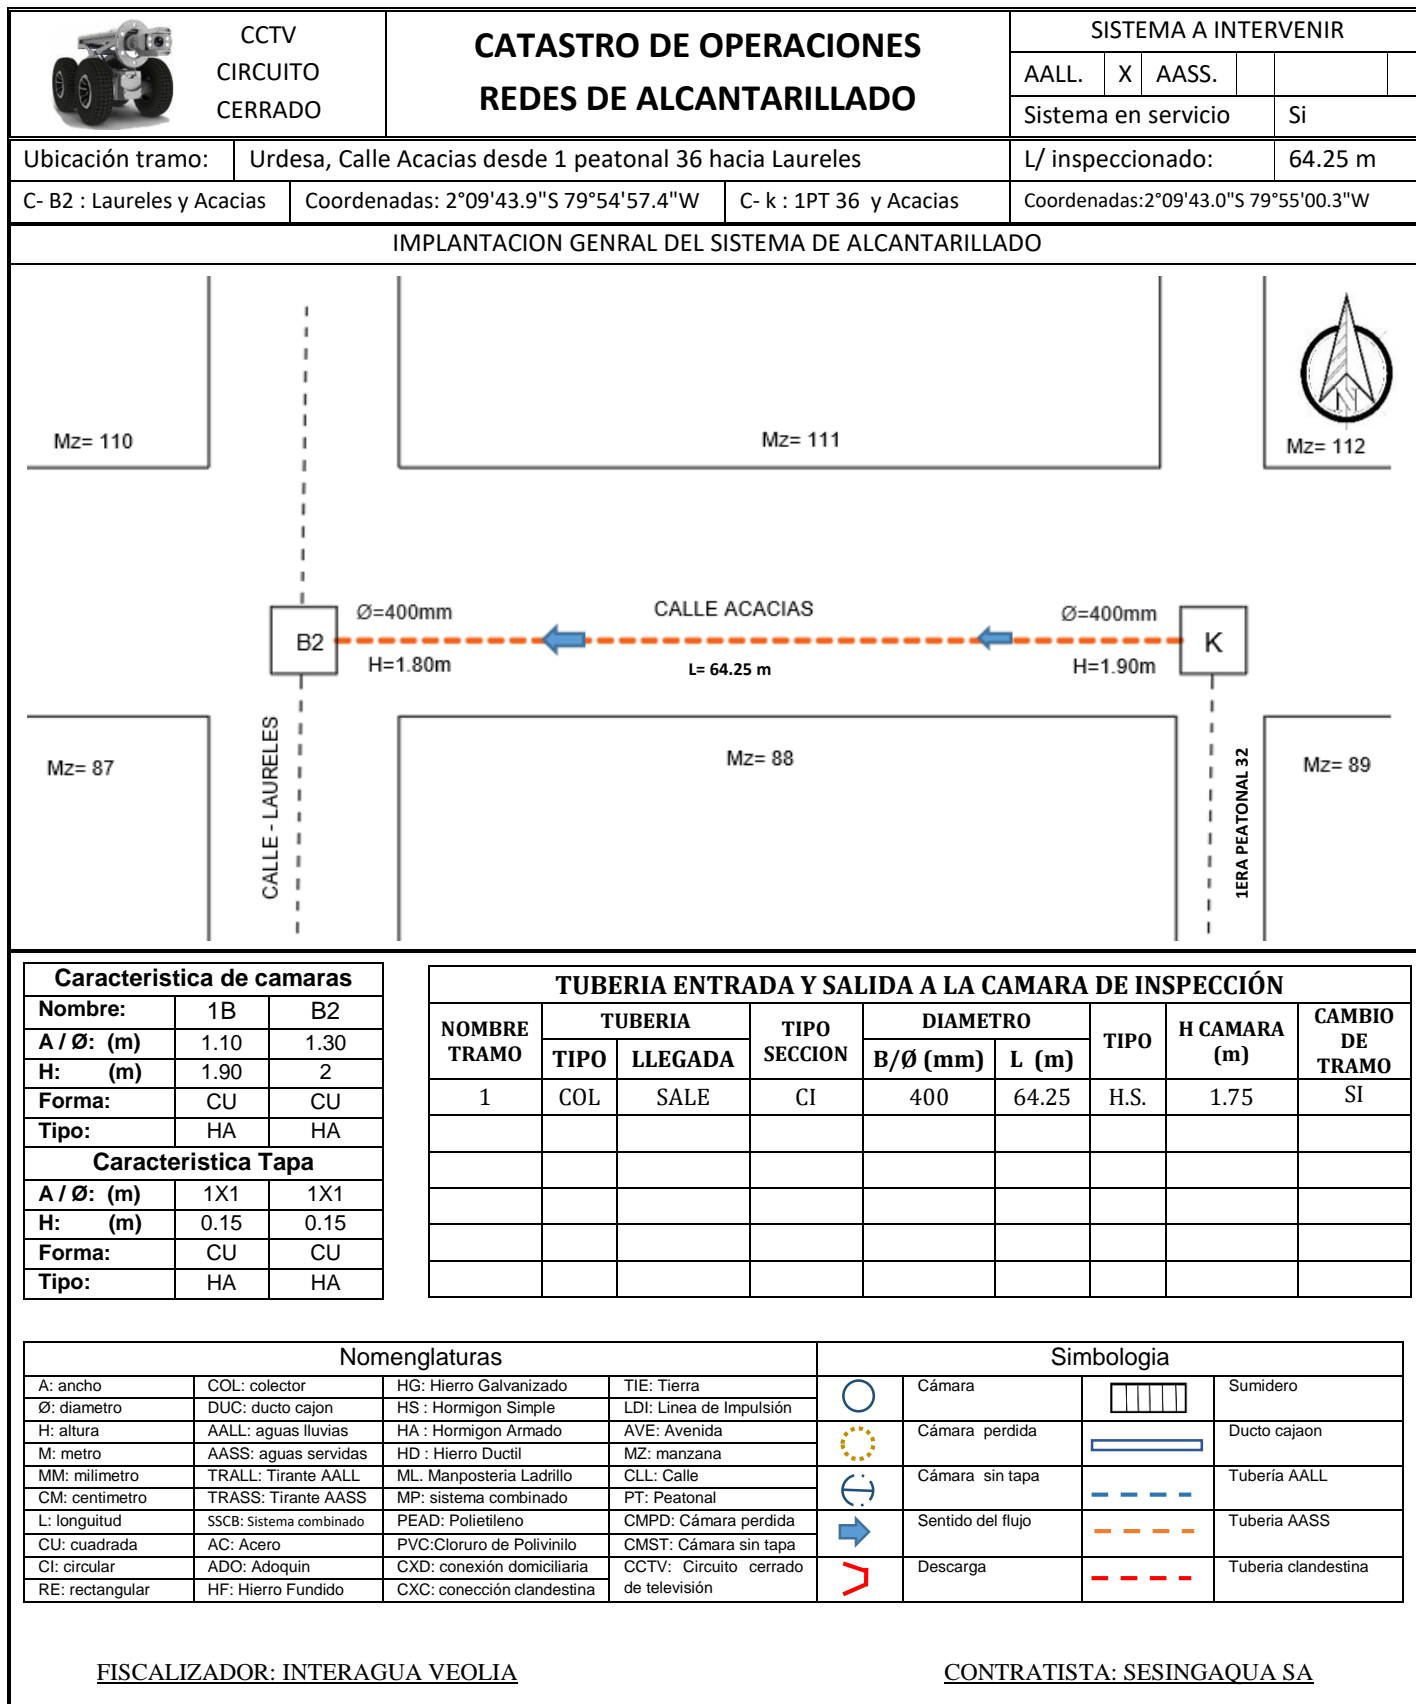 CCTV
CIRCUITO
CERRADO
CATASTRO DE OPERACIONES
REDES DE ALCANTARILLADO
SISTEMA A INTERVENIR
AALL. X AASS.
Sistema en servicio Si
Ubicación tramo: Urdesa, Calle Acacias desde 1 peatonal 36 hacia Laureles L/ inspeccionado: 64.25 m
C- B2 : Laureles y Acacias Coordenadas: 2°09'43.9"S 79°54'57.4"W C- k : 1PT 36 y Acacias Coordenadas:2°09'43.0"S 79°55'00.3"W
IMPLANTACION GENRAL DEL SISTEMA DE ALCANTARILLADO
N
Mz= 110
Mz= 111
Mz= 112
Ø=400mm
CALLE ACACIAS
Ø=400mm
B2
K
H=1.80m
L= 64.25 m
H=1.90m
CALLE - LAURELES
1ERA PEATONAL 32
Mz= 87
Mz= 88
Mz= 89
Caracteristica de camaras
Nombre: 1B B2
A / Ø: (m) 1.10 1.30
H: (m) 1.90 2
Forma: CU CU
Tipo: HA HA
Caracteristica Tapa
A / Ø: (m) 1X1 1X1
H: (m) 0.15 0.15
Forma: CU CU
Tipo: HA HA
TUBERIA ENTRADA Y SALIDA A LA CAMARA DE INSPECCIÓN
NOMBRE TRAMO TUBERIA TIPO SECCION DIAMETRO TIPO H CAMARA (m) CAMBIO DE TRAMO
TIPO LLEGADA B/Ø (mm) L (m)
1 COL SALE CI 400 64.25 H.S. 1.75 SI
Nomenglaturas
A: ancho COL: colector HG: Hierro Galvanizado TIE: Tierra
Ø: diametro DUC: ducto cajon HS : Hormigon Simple LDI: Linea de Impulsión
H: altura AALL: aguas lluvias HA : Hormigon Armado AVE: Avenida
M: metro AASS: aguas servidas HD : Hierro Ductil MZ: manzana
MM: milimetro TRALL: Tirante AALL ML. Manposteria Ladrillo CLL: Calle
CM: centimetro TRASS: Tirante AASS MP: sistema combinado PT: Peatonal
L: longuitud SSCB: Sistema combinado PEAD: Polietileno CMPD: Cámara perdida
CU: cuadrada AC: Acero PVC:Cloruro de Polivinilo CMST: Cámara sin tapa
CI: circular ADO: Adoquin CXD: conexión domiciliaria CCTV: Circuito cerrado
RE: rectangular HF: Hierro Fundido CXC: conección clandestina de televisión
Simbologia
Cámara Sumidero
Cámara perdida Ducto cajaon
Cámara sin tapa Tubería AALL
Sentido del flujo Tuberia AASS
Descarga Tuberia clandestina
FISCALIZADOR: INTERAGUA VEOLIA
CONTRATISTA: SESINGAQUA SA